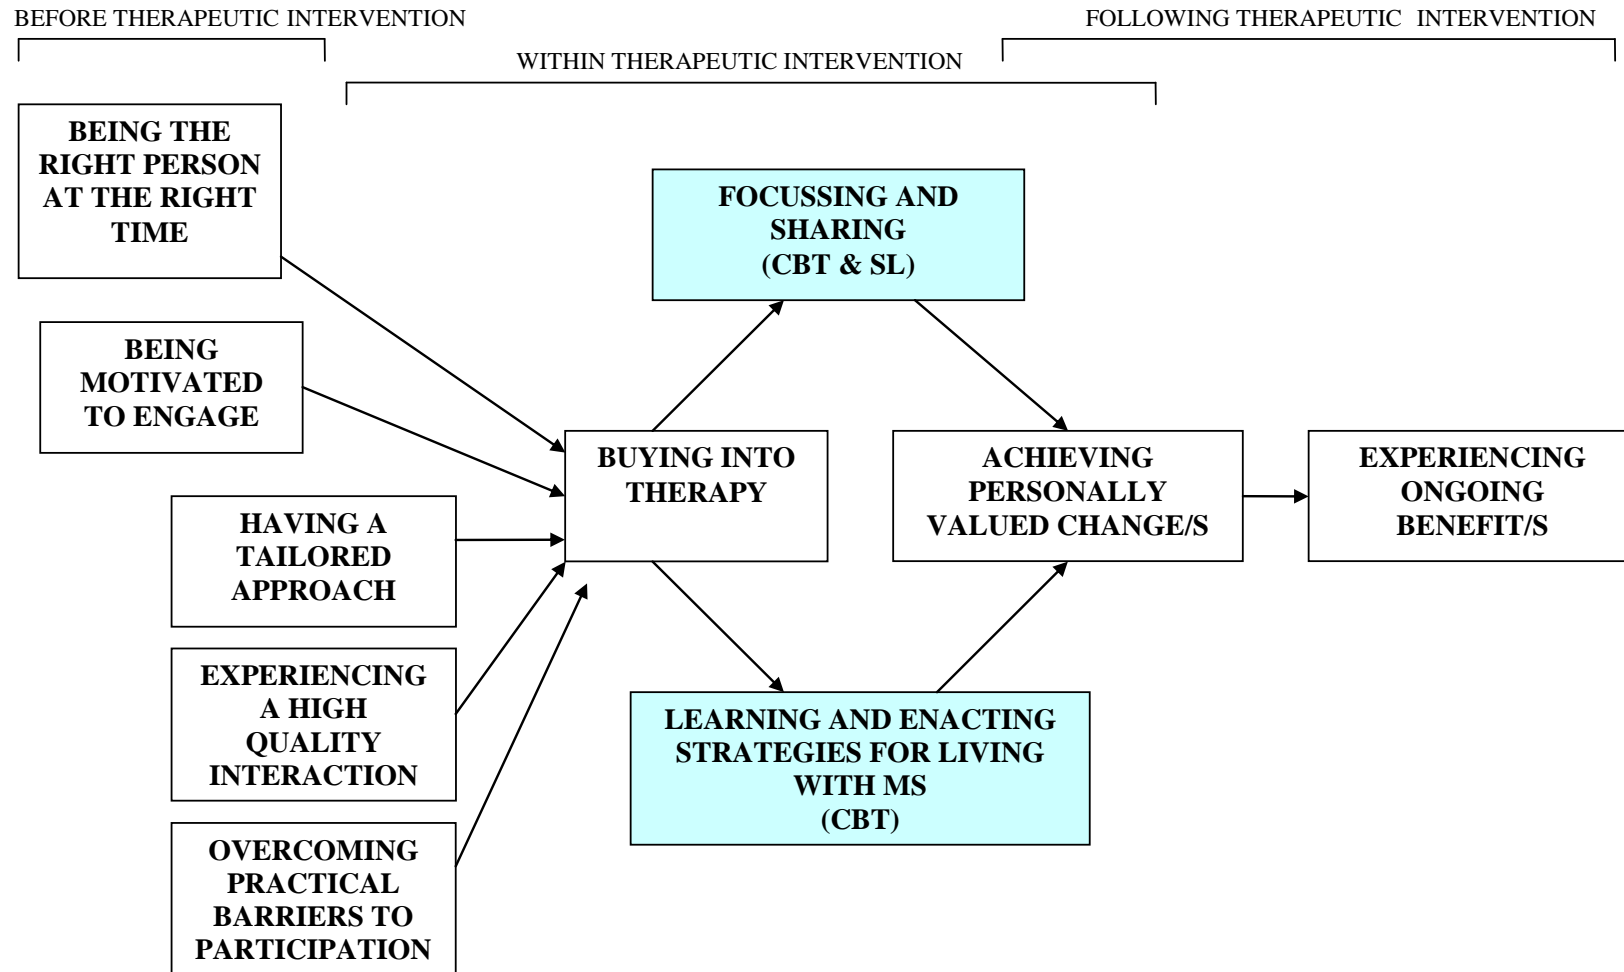 BEFORE THERAPEUTIC INTERVENTION
FOLLOWING THERAPEUTIC INTERVENTION
WITHIN THERAPEUTIC INTERVENTION
BEING THE
RIGHT PERSON
AT THE RIGHT
TIME
BEING
MOTIVATED
TO ENGAGE
HAVING A
TAILORED
APPROACH
EXPERIENCING
A HIGH
QUALITY
INTERACTION
OVERCOMING
PRACTICAL
BARRIERS TO
PARTICIPATION
BUYING INTO
THERAPY
FOCUSSING AND
SHARING
(CBT & SL)
LEARNING AND ENACTING
STRATEGIES FOR LIVING
WITH MS
(CBT)
ACHIEVING
PERSONALLY
VALUED CHANGE/S
EXPERIENCING
ONGOING
BENEFIT/S